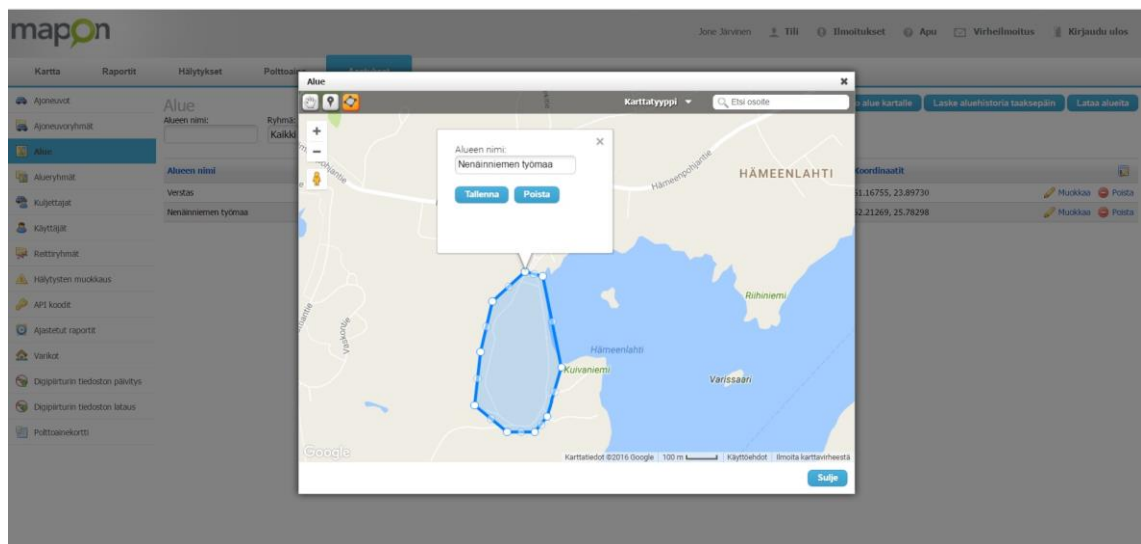 mapon
Jone Järvinen Tili Ilmoitukset Apu Virheilmoitus Kirjaudu ulos
Kartta Raportit Hälytykset
Ajoneuvot
Ajoneuvoryhmät
Alue
Alueryhmät
Kuljettajat
Käyttäjät
Reittiryhmät
Hälytysten muokkaus
API koodit
Ajastetut raportit
Varikot
Digipiirturin tiedoston päivitys
Digipiirturin tiedoston lataus
Polttoainekortti
Alue
Alueen nimi: Ryhmä:
Kaikki
alue kartalle Laske aluehistoria taaksepäin Lataa alueita
Alueen nimi Koordinaatit
Verstas 61.16755, 23.89730 Muokkaa Poista
Nenäinniemen työmaa 62.21269, 25.78298 Muokkaa Poista
Alue
Karttatyyppi Etsi osoite
Alueen nimi:
Nenäinniemen työmaa
Tallenna Poista
Hämeenpohjantie
HÄMEENLAHTI
Riihiniemi
Hämeenlahti
Kuivaniemi
Varissaari
Google
Karttatiedot ©2016 Google 100 m Käyttöehdot Ilmoita karttavirheestä
Sulje